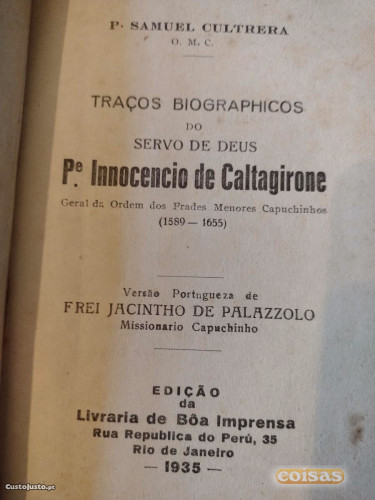 P. SAMUEL CULTRERA
O. M. C.
TRAÇOS BIOGRAPHICOS
DO
SERVO DE DEUS
Pe. Innocencio de Caltagirone
Geral da Ordem dos Frades Menores Capuchinhos
(1589 — 1655)
Versão Portugueza de
FREI JACINTHO DE PALAZZOLO
Missionario Capuchinho
EDIÇÃO
da
Livraria de Bôa Imprensa
Rua Republica do Perú, 35
Rio de Janeiro
— 1935 —
CustoJusto.pt
coisas